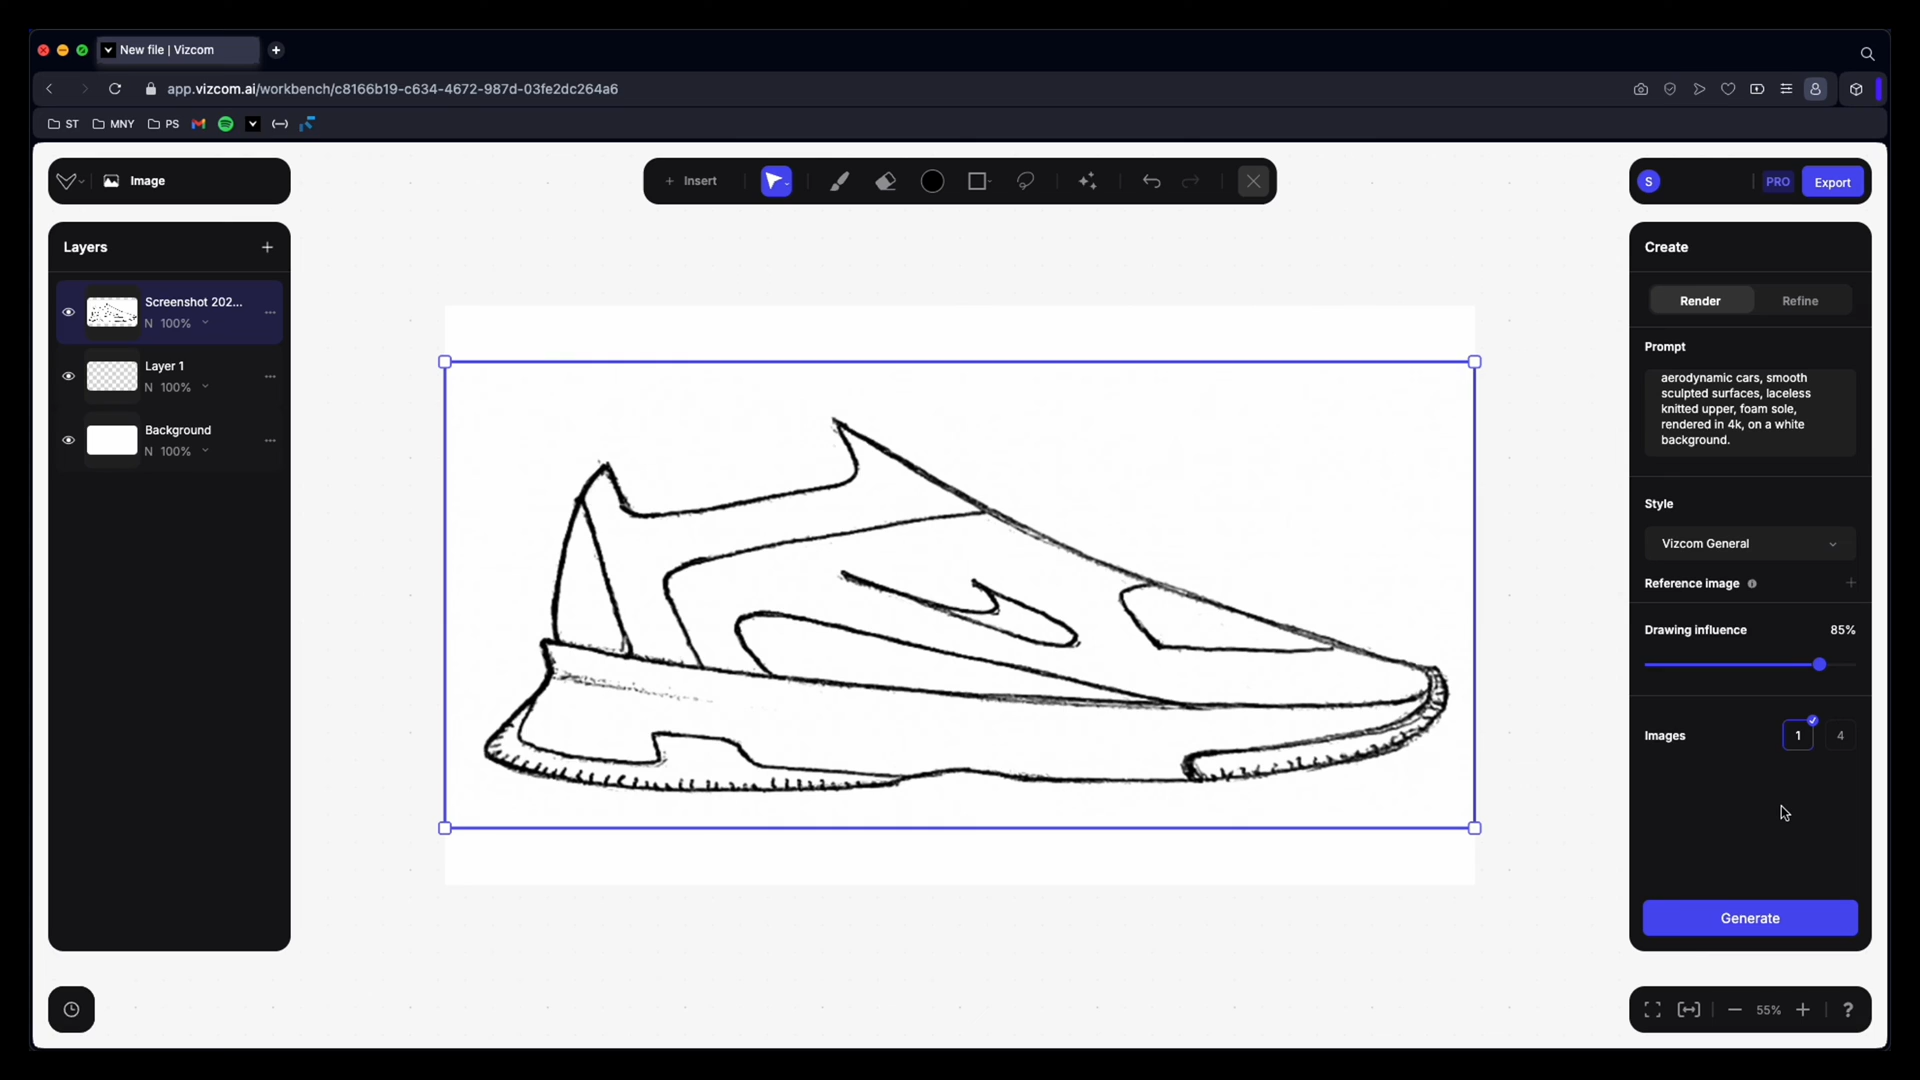 New file | Vizcom
app.vizcom.ai/workbench/c8166b19-c634-4672-987d-03fe2dc264a6
ST
MNY
PS
Image
+ Insert
S
PRO
Export
Layers
Screenshot 202...
N 100%
Layer 1
N 100%
Background
N 100%
Create
Render
Refine
Prompt
aerodynamic cars, smooth
sculpted surfaces, laceless
knitted upper, foam sole,
rendered in 4k, on a white
background.
Style
Vizcom General
Reference image
Drawing influence 85%
Images 1 4
Generate
55%
?